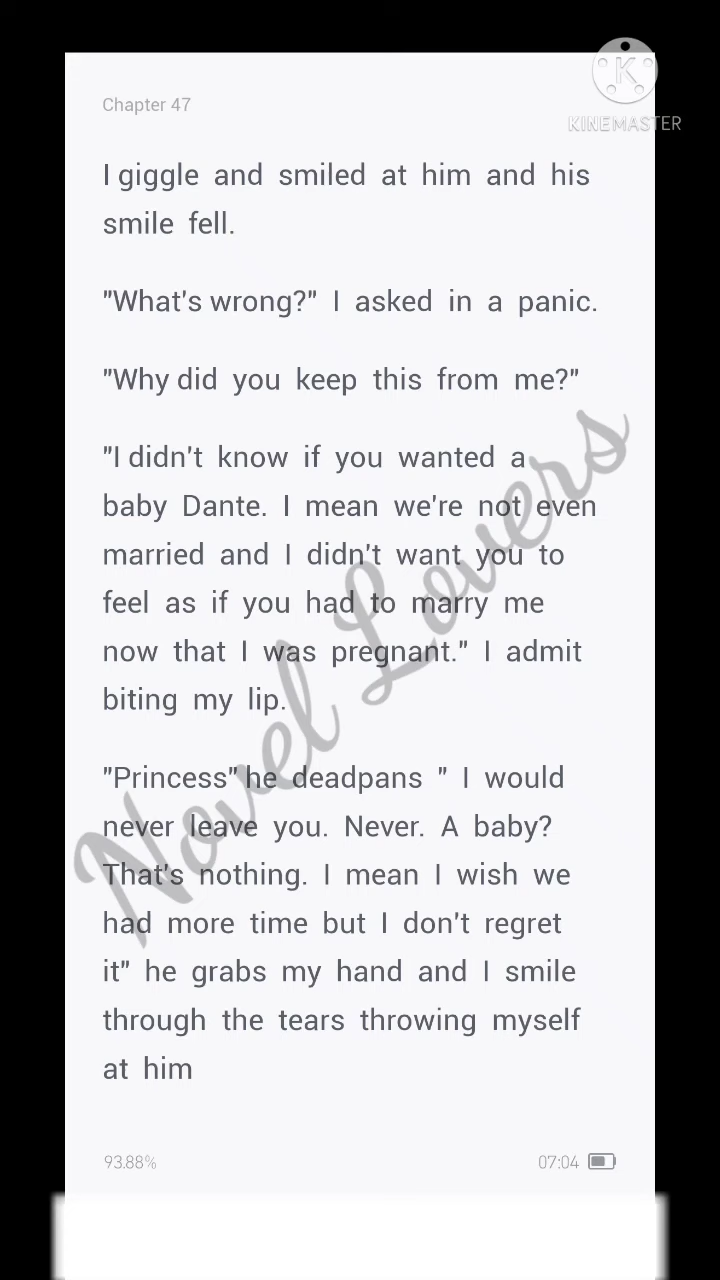 Chapter 47
K
KINEMASTER
I giggle and smiled at him and his
smile fell.
"What's wrong?" I asked in a panic.
"Why did you keep this from me?"
"I didn't know if you wanted a
baby Dante. I mean we're not even
married and I didn't want you to
feel as if you had to marry me
now that I was pregnant." I admit
biting my lip.
"Princess" he deadpans " I would
never leave you. Never. A baby?
That's nothing. I mean I wish we
had more time but I don't regret
it" he grabs my hand and I smile
through the tears throwing myself
at him
Novel Lovers
93.88%
07:04